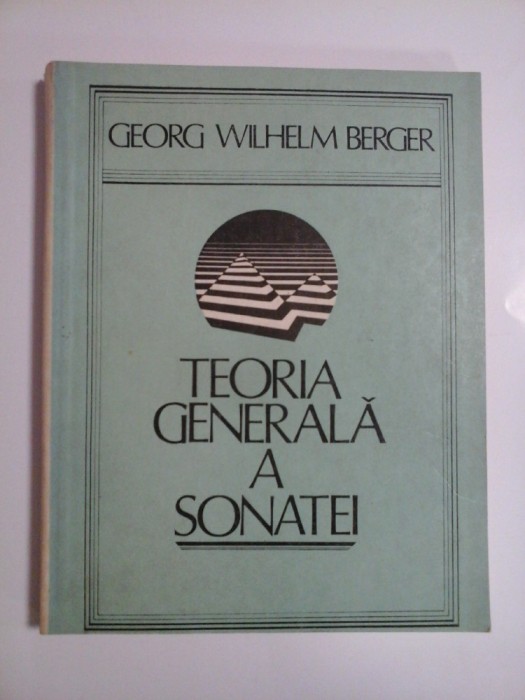 GEORG WILHELM BERGER
TEORIA
GENERALĂ
A
SONATEI